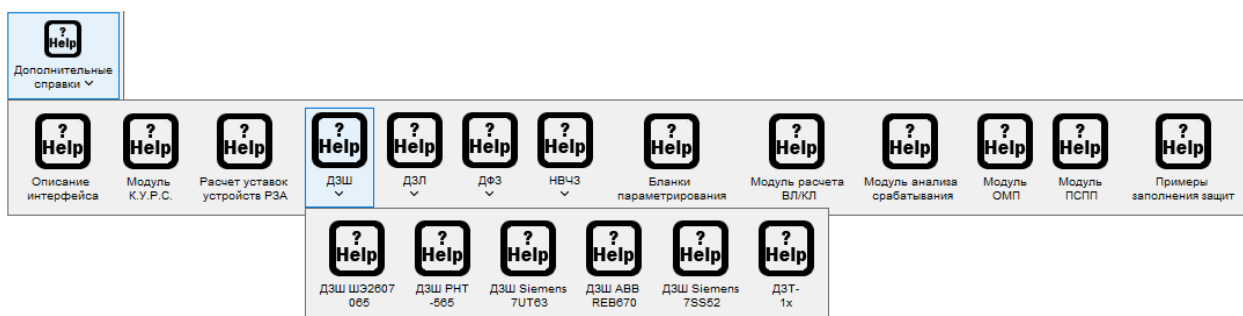 ?
Help
Дополнительные
справки
? ? ? ? ? ? ? ? ? ? ? ? ?
Help Help Help Help Help Help Help Help Help Help Help Help Help
Описание Модуль Расчет уставок ДЗШ ДЗЛ ДФЗ НВЧЗ Бланки Модуль расчета Модуль анализа Модуль Модуль Примеры
интерфейса К.У.Р.С. устройств РЗА параметрирования ВЛ/КЛ срабатывания ОМП ПСПП заполнения защит
? ? ? ? ? ?
Help Help Help Help Help Help
ДЗШ ШЭ2607 ДЗШ РНТ ДЗШ Siemens ДЗШ ABB ДЗШ Siemens ДЗТ-
065 -565 7UT63 REB670 7SS52 1x